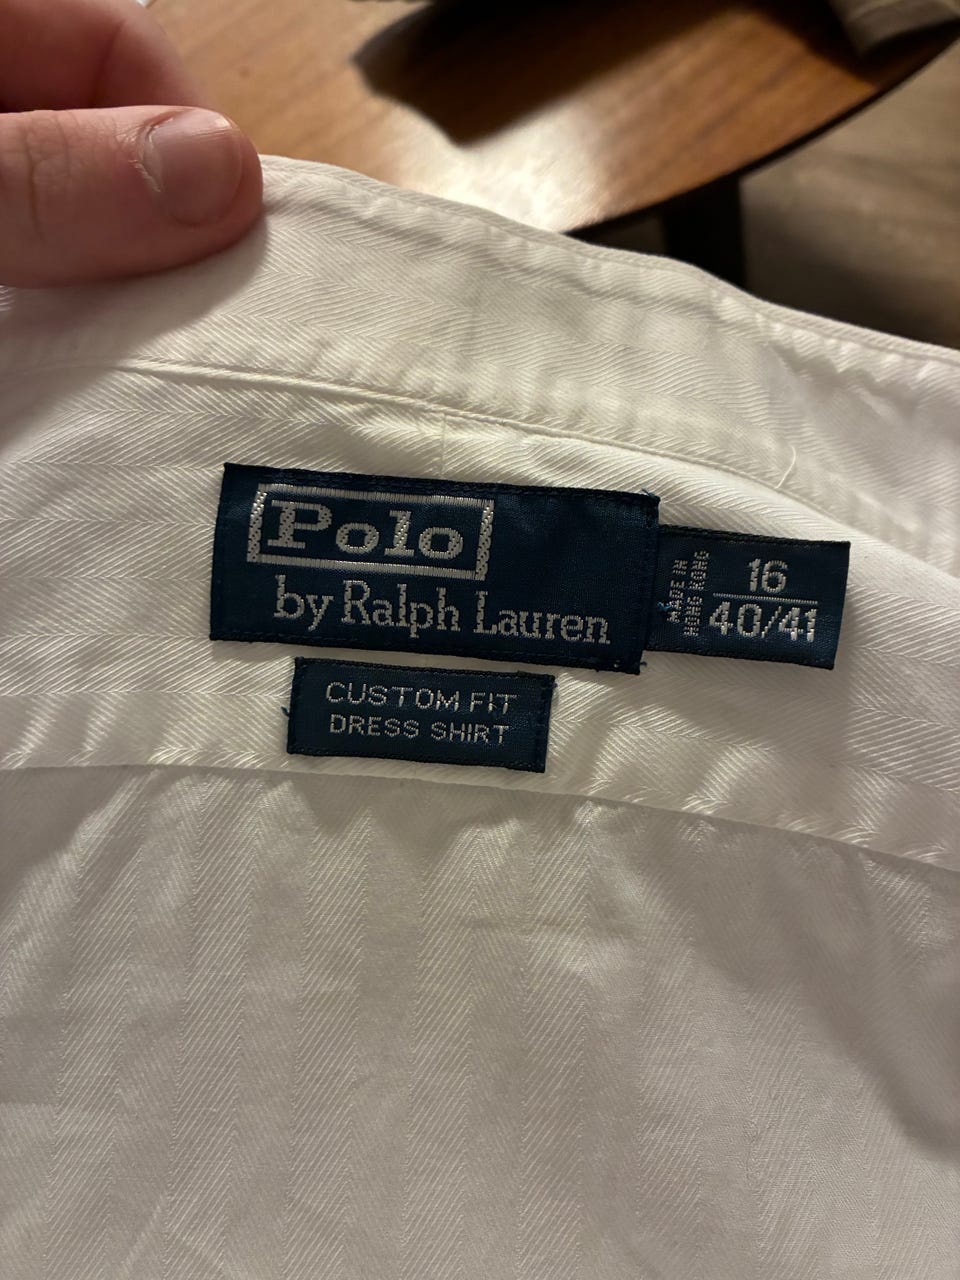 Polo
by Ralph Lauren
MADE IN
HONG KONG
16
40/41
CUSTOM FIT
DRESS SHIRT